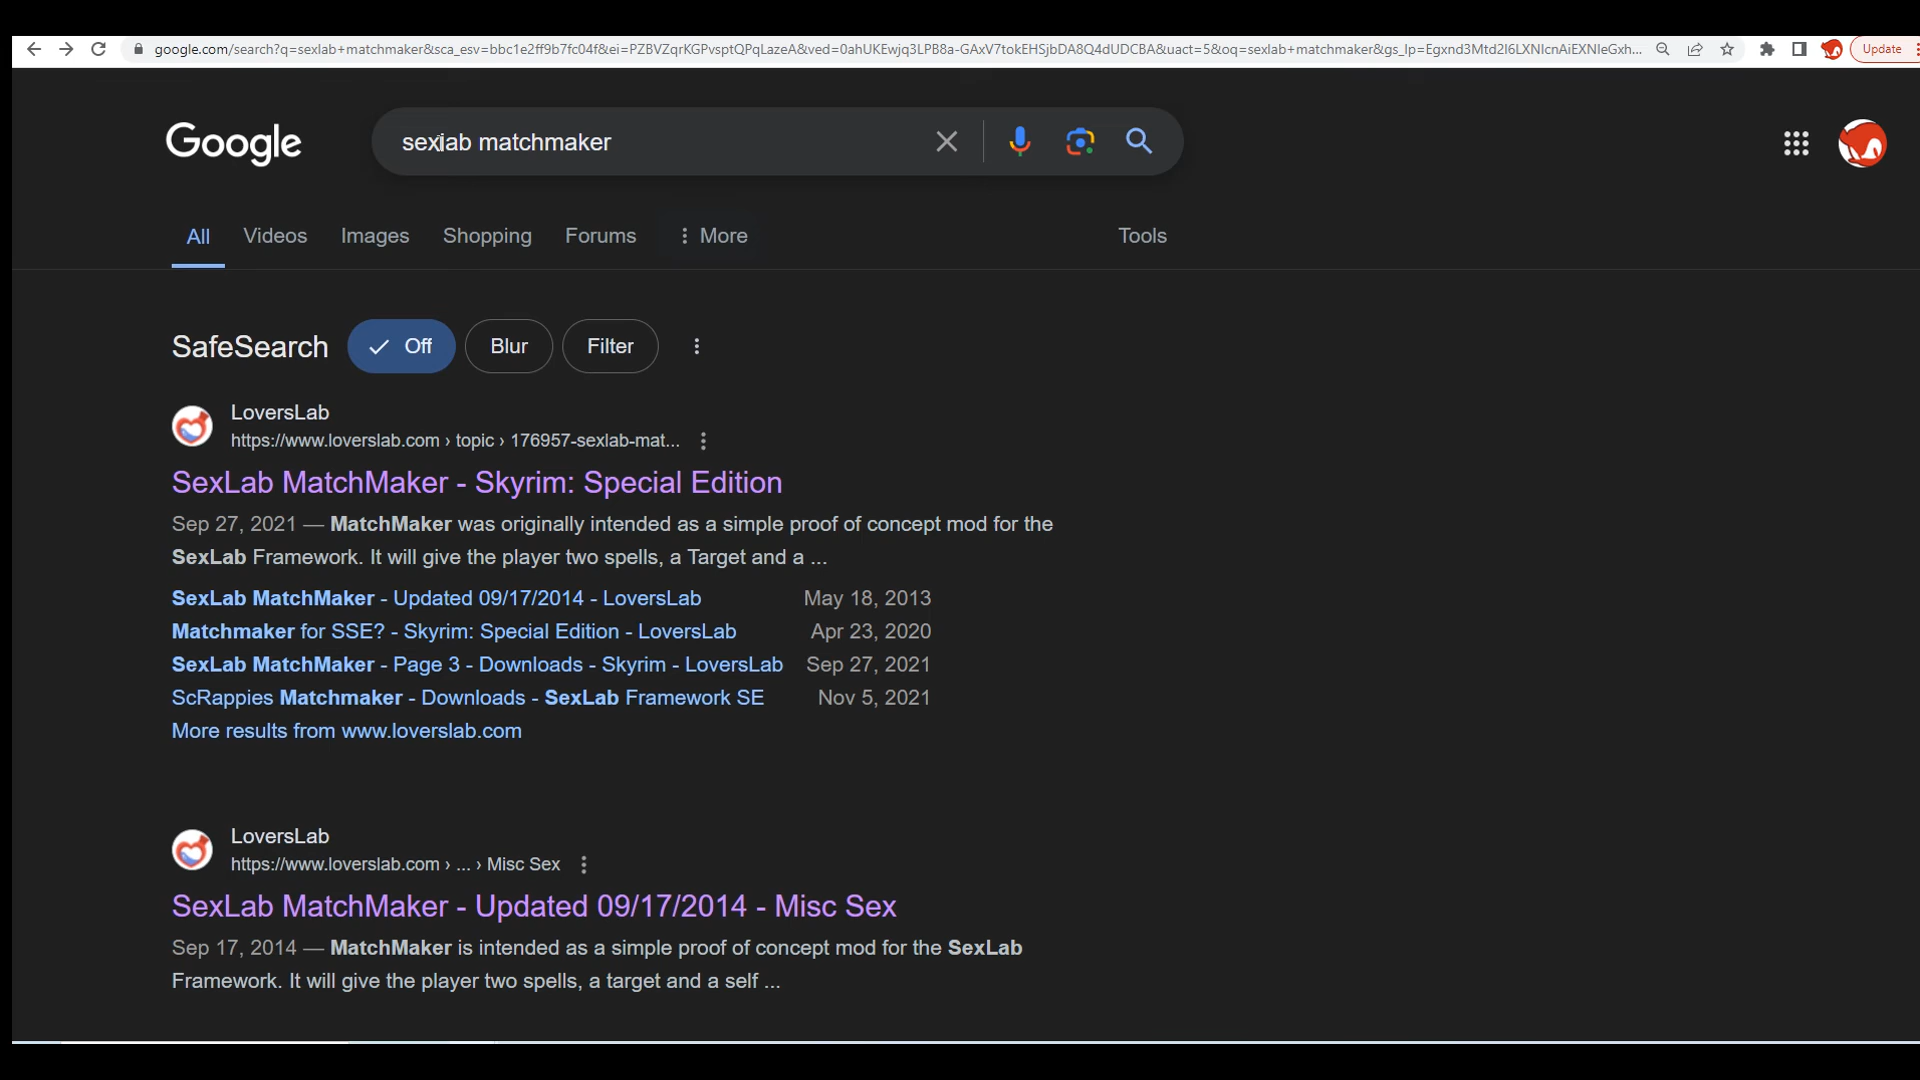 google.com/search?q=sexlab+matchmaker&sca_esv=bbc1e2ff9b7fc04f&ei=PZBVZqrKGPvsptQPqLazeA&ved=0ahUKEwjq3LPB8a-GAxV7tokEHSjbDA8Q4dUDCBA&uact=5&oq=sexlab+matchmaker&gs_lp=Egxnd3Mtd2l6LXNlcnAiEXNleGxh... Update
Google sexlab matchmaker
All Videos Images Shopping Forums More Tools
SafeSearch Off Blur Filter
LoversLab
https://www.loverslab.com › topic › 176957-sexlab-mat...
SexLab MatchMaker - Skyrim: Special Edition
Sep 27, 2021 — MatchMaker was originally intended as a simple proof of concept mod for the
SexLab Framework. It will give the player two spells, a Target and a ...
SexLab MatchMaker - Updated 09/17/2014 - LoversLab May 18, 2013
Matchmaker for SSE? - Skyrim: Special Edition - LoversLab Apr 23, 2020
SexLab MatchMaker - Page 3 - Downloads - Skyrim - LoversLab Sep 27, 2021
ScRappies Matchmaker - Downloads - SexLab Framework SE Nov 5, 2021
More results from www.loverslab.com
LoversLab
https://www.loverslab.com › ... › Misc Sex
SexLab MatchMaker - Updated 09/17/2014 - Misc Sex
Sep 17, 2014 — MatchMaker is intended as a simple proof of concept mod for the SexLab
Framework. It will give the player two spells, a target and a self ...